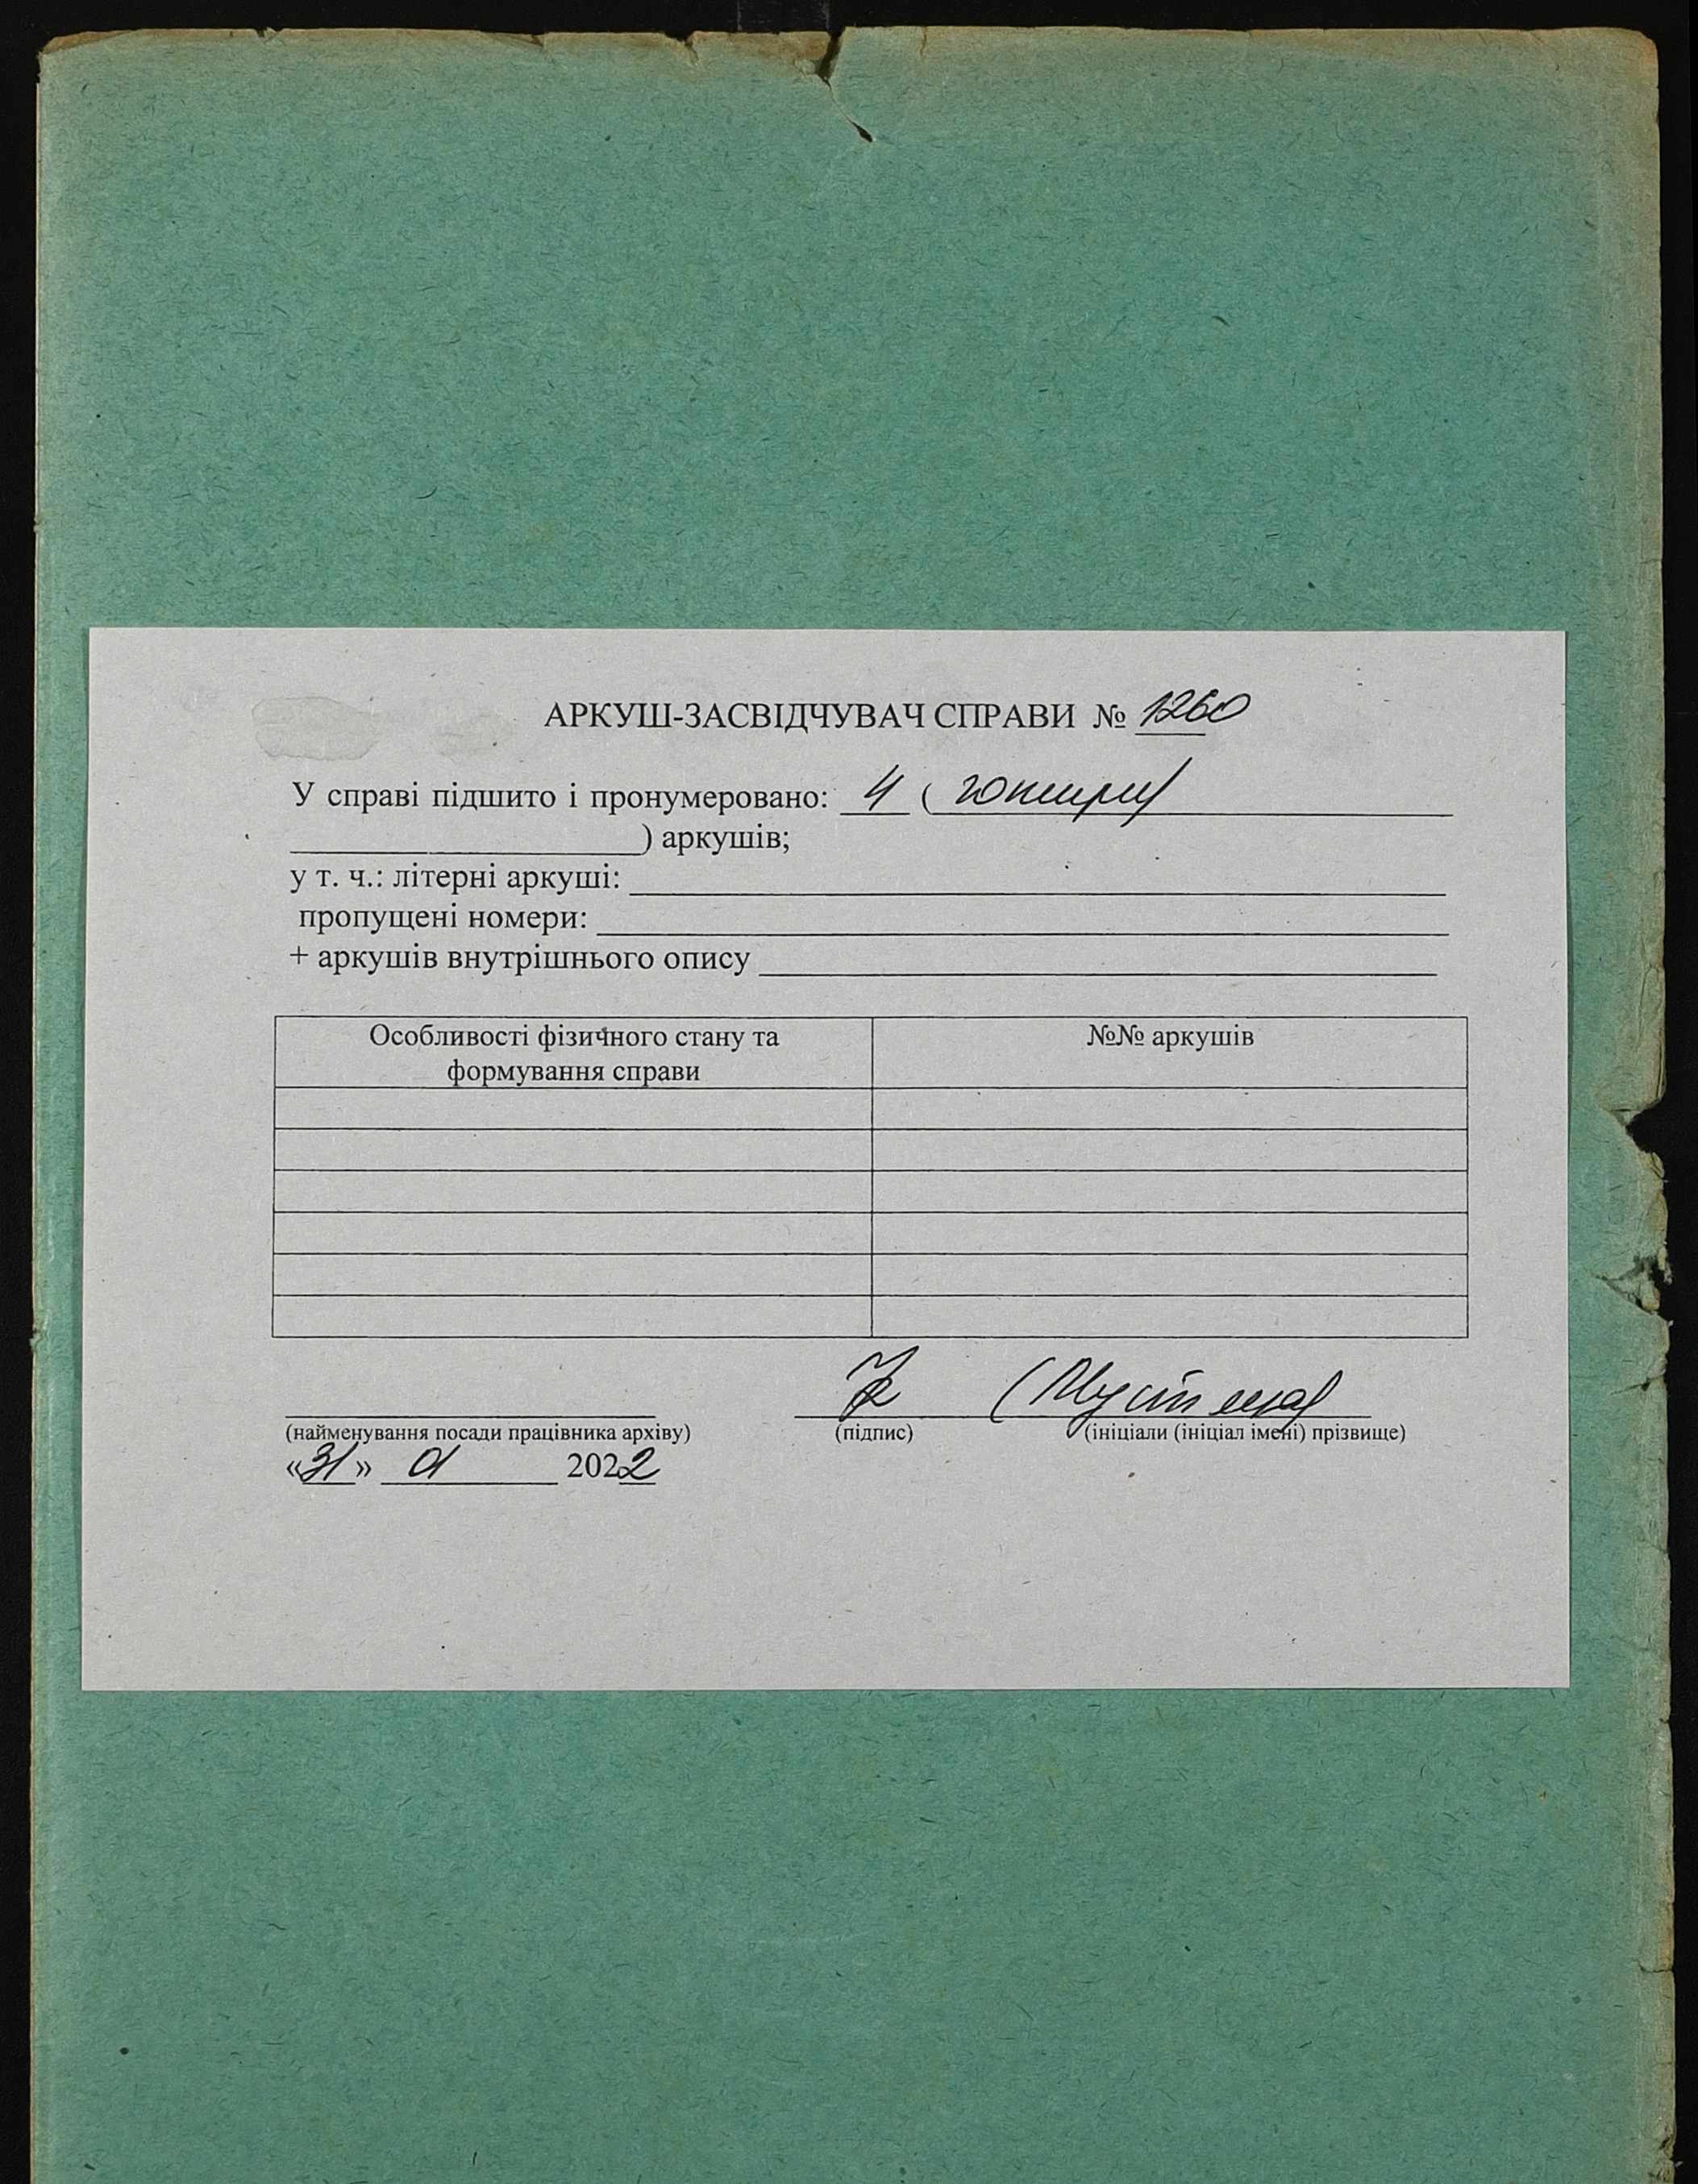 АРКУШ-ЗАСВІДЧУВАЧ СПРАВИ № 1260
У справі підшито і пронумеровано: 4 ( чотири)
) аркушів;
у т. ч.: літерні аркуші:
пропущені номери:
+ аркушів внутрішнього опису
Особливості фізичного стану та формування справи
№№ аркушів
(найменування посади працівника архіву)
(підпис)
(ініціали (ініціал імені) прізвище)
«31» 01 2022